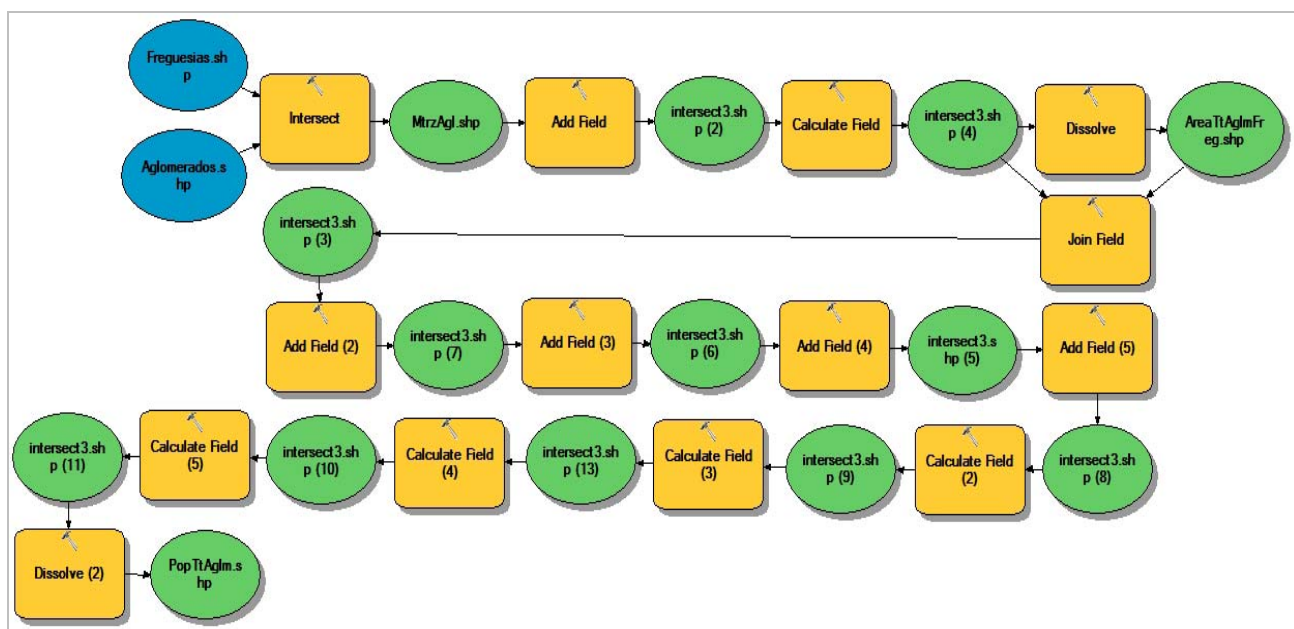 Freguesias.sh
p
Aglomerados.s
hp
Intersect
MtrzAgl.shp
Add Field
intersect3.sh
p (2)
Calculate Field
intersect3.sh
p (4)
Dissolve
AreaTtAglmFr
eg.shp
Join Field
intersect3.sh
p (3)
Add Field (2)
intersect3.sh
p (7)
Add Field (3)
intersect3.sh
p (6)
Add Field (4)
intersect3.s
hp (5)
Add Field (5)
intersect3.sh
p (8)
Calculate Field
(2)
intersect3.sh
p (9)
Calculate Field
(3)
intersect3.sh
p (13)
Calculate Field
(4)
intersect3.sh
p (10)
Calculate Field
(5)
intersect3.sh
p (11)
Dissolve (2)
PopTtAglm.s
hp